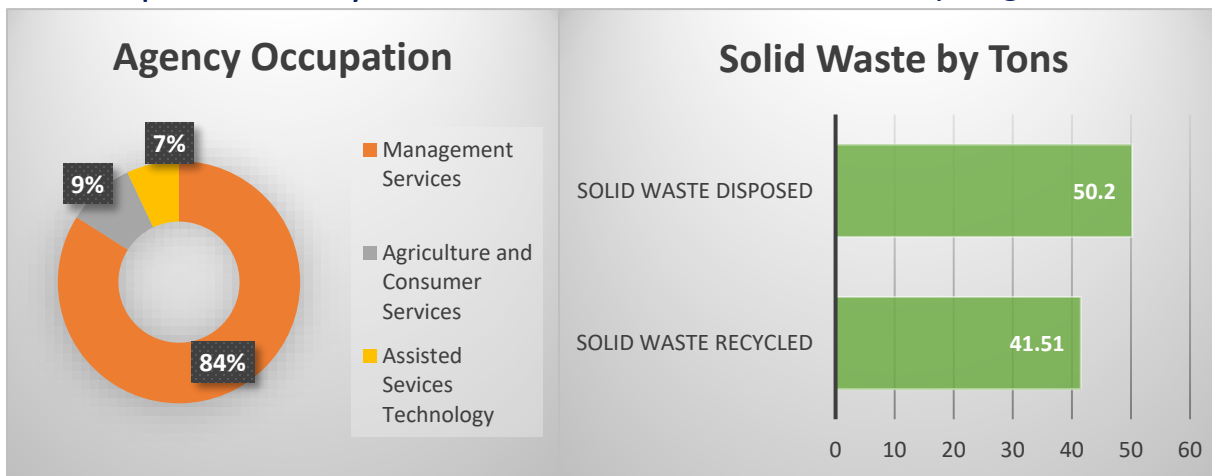 Agency Occupation
7%
9%
84%
Management
Services
Agriculture and
Consumer
Services
Assisted
Sevices
Technology
Solid Waste by Tons
SOLID WASTE DISPOSED
50.2
SOLID WASTE RECYCLED
41.51
0 10 20 30 40 50 60